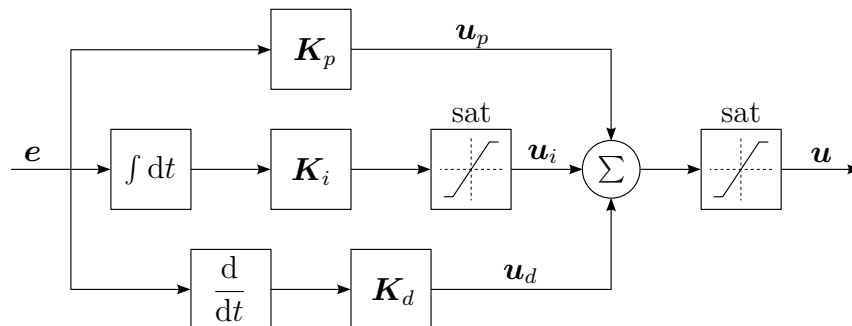 K_p
u_p
sat
sat
e
∫ dt
K_i
u_i
Σ
u
d/dt
K_d
u_d